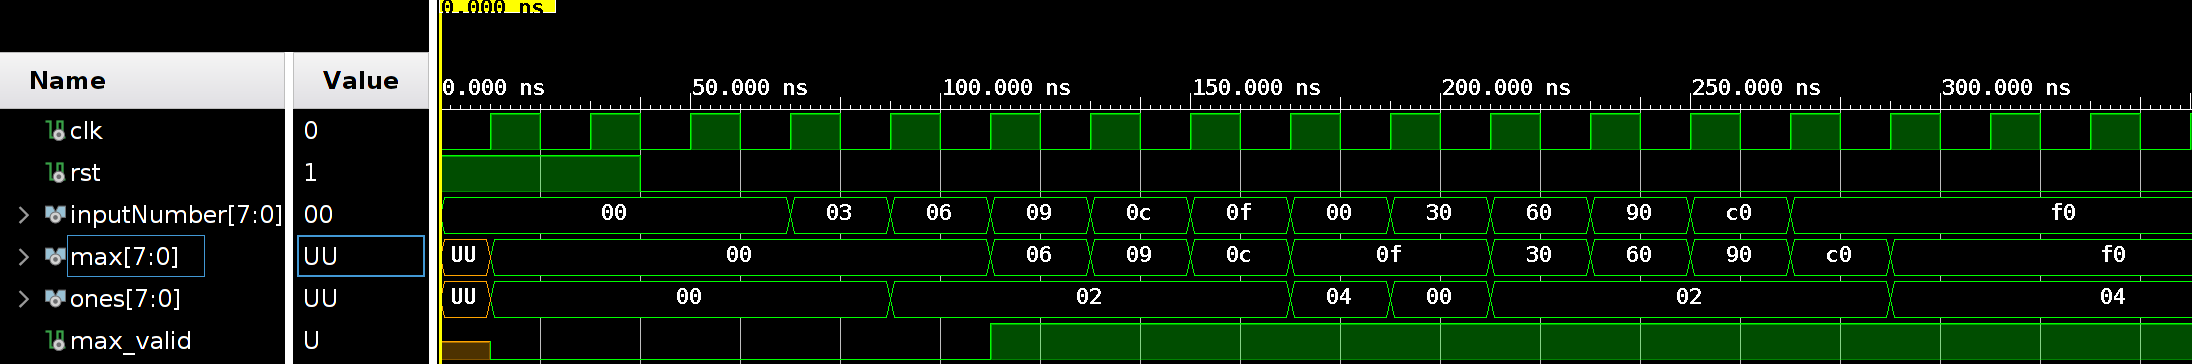 0.000 ns
Name Value 0.000 ns 50.000 ns 100.000 ns 150.000 ns 200.000 ns 250.000 ns 300.000 ns
clk 0
rst 1
inputNumber[7:0] 00 00 03 06 09 0c 0f 00 30 60 90 c0 f0
max[7:0] UU UU 00 06 09 0c 0f 30 60 90 c0 f0
ones[7:0] UU UU 00 02 04 00 02 04
max_valid U